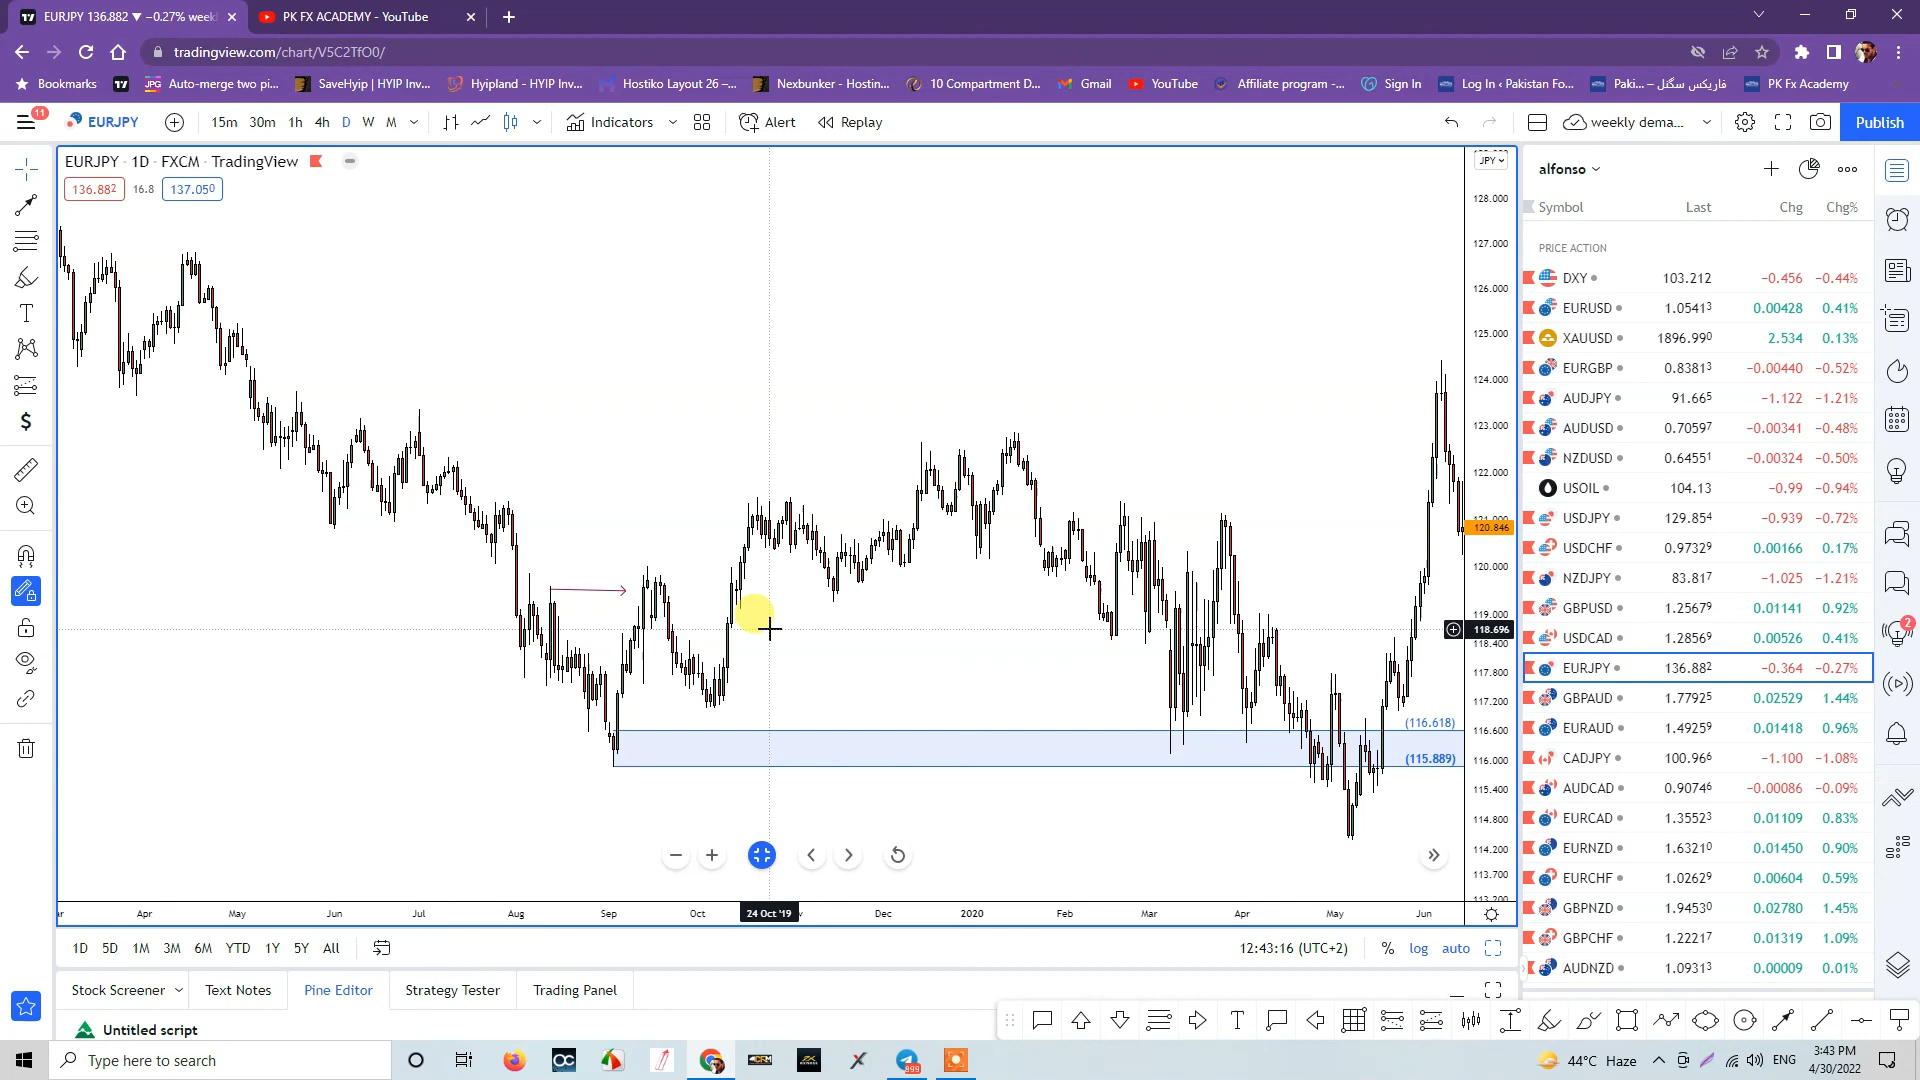 EURJPY 136.882 ▼ −0.27% weekl
PK FX ACADEMY - YouTube
tradingview.com/chart/V5C2TfO0/
Bookmarks
Auto-merge two pi...
SaveHyip | HYIP Inv...
Hyipland - HYIP Inv...
Hostiko Layout 26 –...
Nexbunker - Hostin...
10 Compartment D...
Gmail
YouTube
Affiliate program -...
Sign In
Log In ‹ Pakistan Fo...
Paki... – فاریکس سگنل
PK Fx Academy
11
EURJPY
15m 30m 1h 4h D W M
Indicators
Alert
Replay
weekly dema...
Publish
EURJPY · 1D · FXCM · TradingView
136.882 16.8 137.050
JPY
128.000
127.000
126.000
125.000
124.000
123.000
122.000
120.846
120.000
119.000
118.696
118.400
117.800
117.200
116.600
116.000
115.400
114.800
114.200
113.700
(116.618)
(115.889)
Apr May Jun Jul Aug Sep Oct 24 Oct '19 Dec 2020 Feb Mar Apr May Jun
1D 5D 1M 3M 6M YTD 1Y 5Y All
12:43:16 (UTC+2) % log auto
Stock Screener Text Notes Pine Editor Strategy Tester Trading Panel
Untitled script
alfonso
Symbol Last Chg Chg%
PRICE ACTION
DXY 103.212 −0.456 −0.44%
EURUSD 1.05413 0.00428 0.41%
XAUUSD 1896.990 2.534 0.13%
EURGBP 0.83813 −0.00440 −0.52%
AUDJPY 91.665 −1.122 −1.21%
AUDUSD 0.70597 −0.00341 −0.48%
NZDUSD 0.64551 −0.00324 −0.50%
USOIL 104.13 −0.99 −0.94%
USDJPY 129.854 −0.939 −0.72%
USDCHF 0.97329 0.00166 0.17%
NZDJPY 83.817 −1.025 −1.21%
GBPUSD 1.25679 0.01141 0.92%
USDCAD 1.28569 0.00526 0.41%
EURJPY 136.882 −0.364 −0.27%
GBPAUD 1.77925 0.02529 1.44%
EURAUD 1.49259 0.01418 0.96%
CADJPY 100.966 −1.100 −1.08%
AUDCAD 0.90746 −0.00086 −0.09%
EURCAD 1.35523 0.01109 0.83%
EURNZD 1.63210 0.01450 0.90%
EURCHF 1.02629 0.00604 0.59%
GBPNZD 1.94530 0.02780 1.45%
GBPCHF 1.22217 0.01319 1.09%
AUDNZD 1.09313 0.00009 0.01%
2
Type here to search
899
44°C Haze
ENG
3:43 PM
4/30/2022